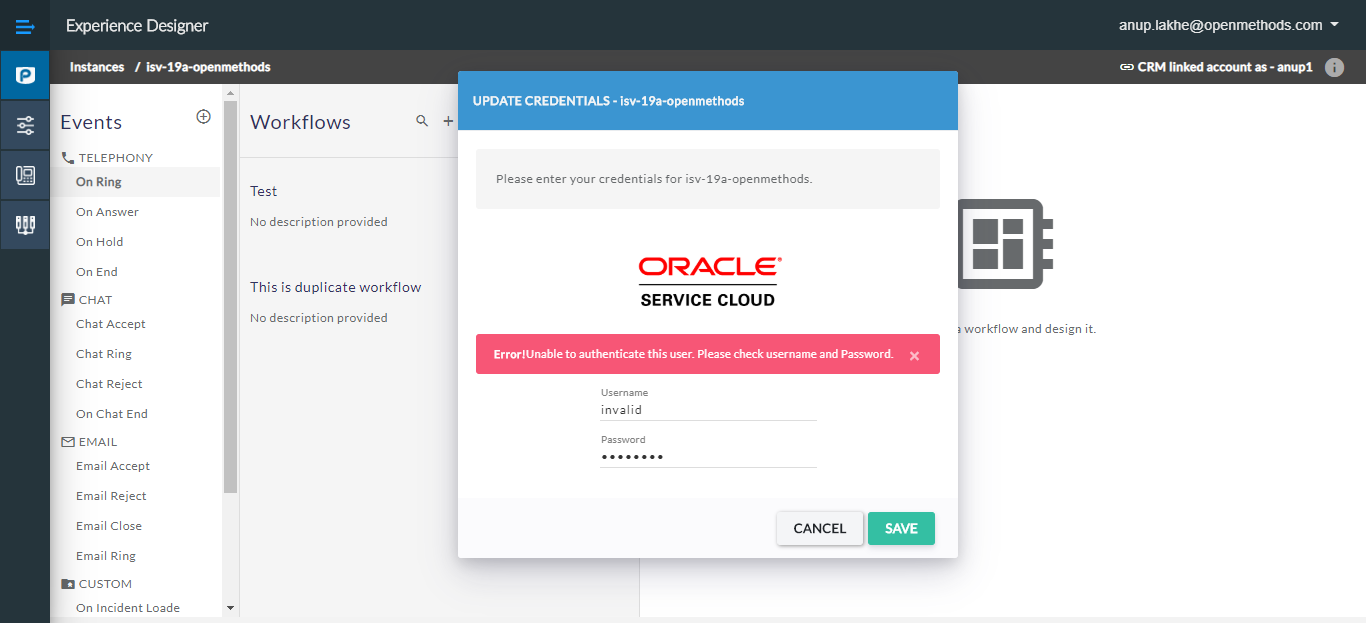 Experience Designer
anup.lakhe@openmethods.com
Instances / isv-19a-openmethods
CRM linked account as - anup1
Events
TELEPHONY
On Ring
On Answer
On Hold
On End
CHAT
Chat Accept
Chat Ring
Chat Reject
On Chat End
EMAIL
Email Accept
Email Reject
Email Close
Email Ring
CUSTOM
On Incident Loade
Workflows
Test
No description provided
This is duplicate workflow
No description provided
UPDATE CREDENTIALS - isv-19a-openmethods
Please enter your credentials for isv-19a-openmethods.
ORACLE®
SERVICE CLOUD
Error!Unable to authenticate this user. Please check username and Password.
Username
invalid
Password
••••••••
CANCEL
SAVE
a workflow and design it.